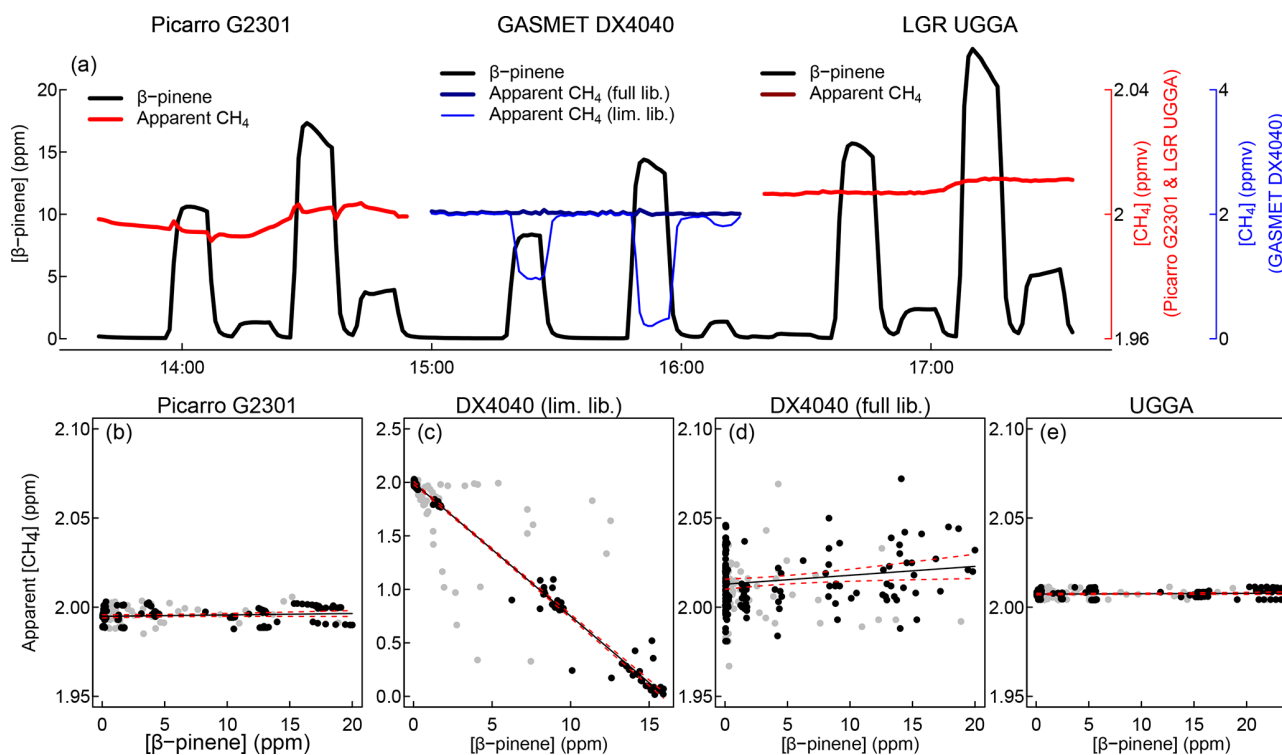 Picarro G2301 GASMET DX4040 LGR UGGA
(a)
β−pinene
Apparent CH₄
β−pinene
Apparent CH₄ (full lib.)
Apparent CH₄ (lim. lib.)
β−pinene
Apparent CH₄
[β−pinene] (ppm)
20
15
10
5
0
2.04
2
1.96
[CH₄] (ppmv)
(Picarro G2301 & LGR UGGA)
4
2
0
[CH₄] (ppmv)
(GASMET DX4040)
14:00 15:00 16:00 17:00
Picarro G2301 DX4040 (lim. lib.) DX4040 (full lib.) UGGA
Apparent [CH₄] (ppm)
(b)
2.10
2.05
2.00
1.95
0 5 10 15 20
[β−pinene] (ppm)
(c)
2.0
1.5
1.0
0.5
0.0
0 5 10 15
[β−pinene] (ppm)
(d)
2.10
2.05
2.00
1.95
0 5 10 15 20
[β−pinene] (ppm)
(e)
2.10
2.05
2.00
1.95
0 5 10 15 20
[β−pinene] (ppm)